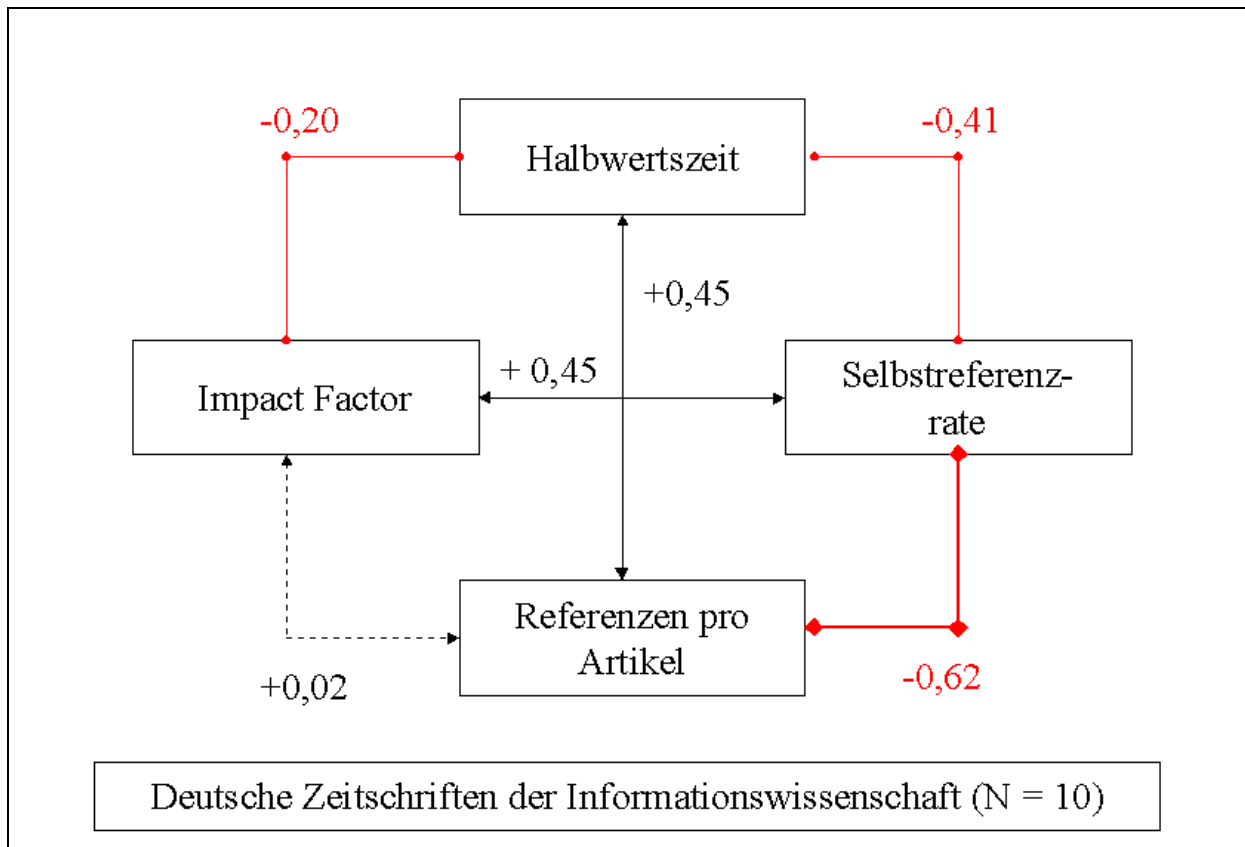 -0,20
Halbwertszeit
-0,41
+0,45
Impact Factor
+ 0,45
Selbstreferenz-
rate
Referenzen pro
Artikel
+0,02
-0,62
Deutsche Zeitschriften der Informationswissenschaft (N = 10)